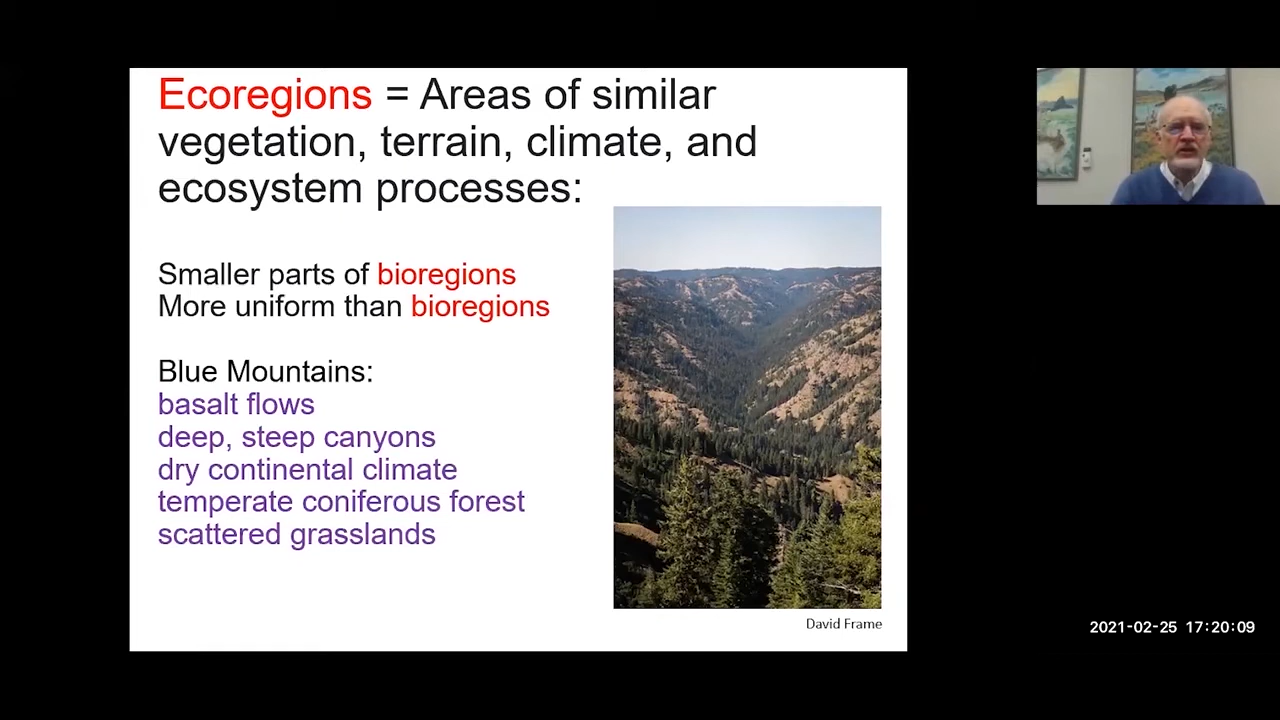 Ecoregions = Areas of similar
vegetation, terrain, climate, and
ecosystem processes:
Smaller parts of bioregions
More uniform than bioregions
Blue Mountains:
basalt flows
deep, steep canyons
dry continental climate
temperate coniferous forest
scattered grasslands
David Frame
2021-02-25 17:20:09